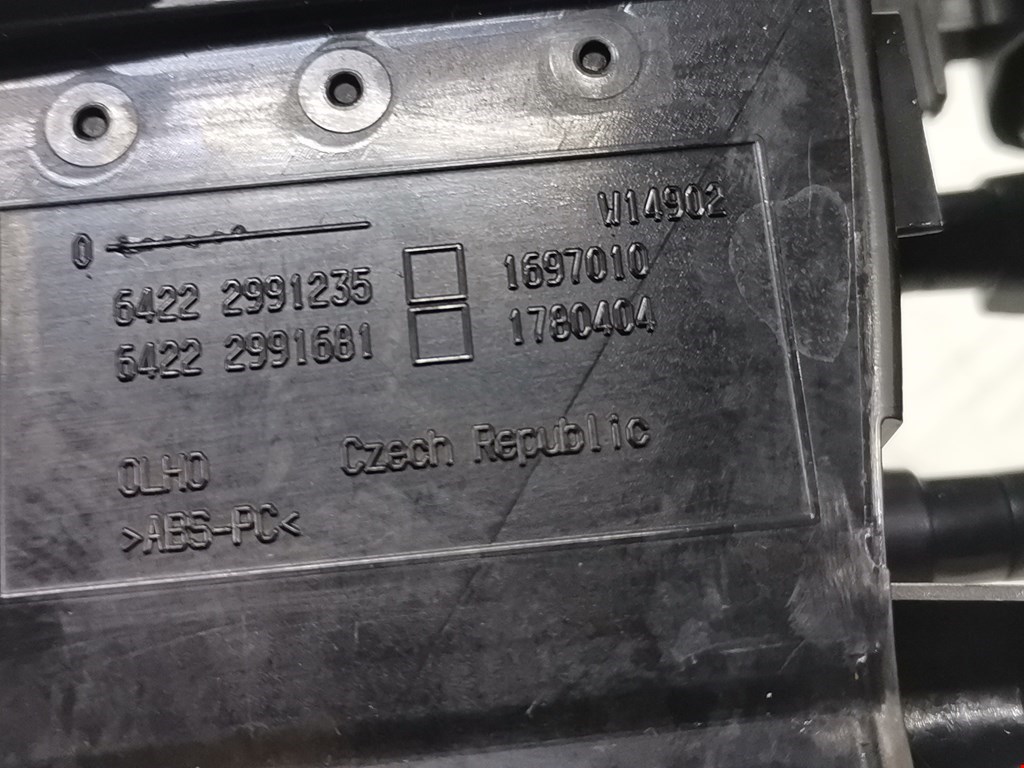 W14902
0
6422 2991235 1697010
6422 2991681 1780404
OLHO Czech Republic
>ABS-PC<